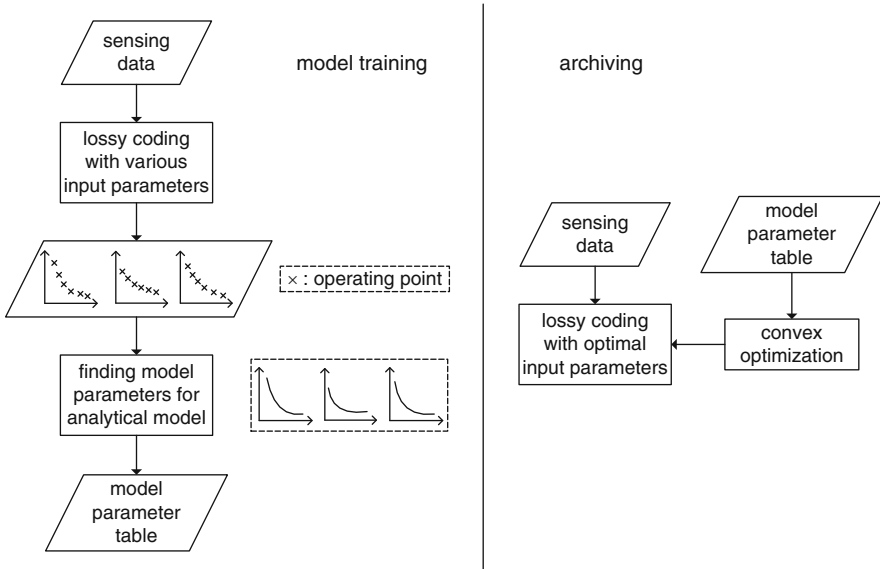 sensing
data
model training
lossy coding
with various
input parameters
× : operating point
finding model
parameters for
analytical model
model
parameter
table
archiving
sensing
data
model
parameter
table
lossy coding
with optimal
input parameters
convex
optimization